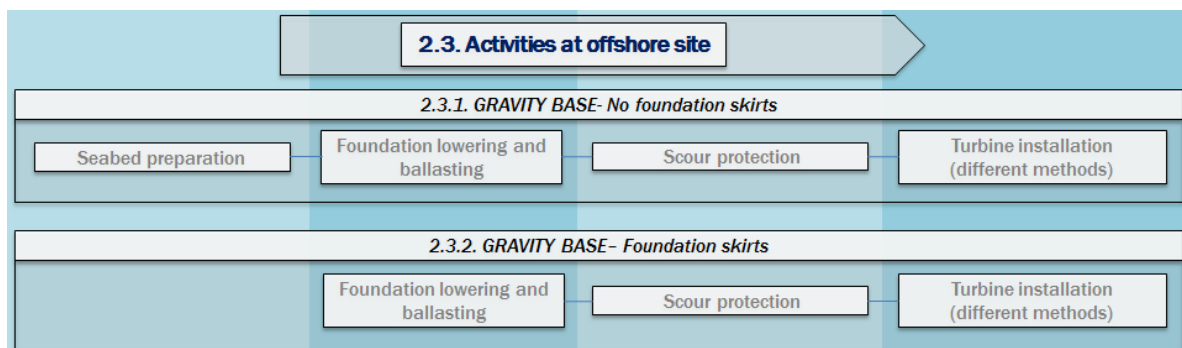 2.3. Activities at offshore site
2.3.1. GRAVITY BASE- No foundation skirts
Seabed preparation
Foundation lowering and
ballasting
Scour protection
Turbine installation
(different methods)
2.3.2. GRAVITY BASE– Foundation skirts
Foundation lowering and
ballasting
Scour protection
Turbine installation
(different methods)